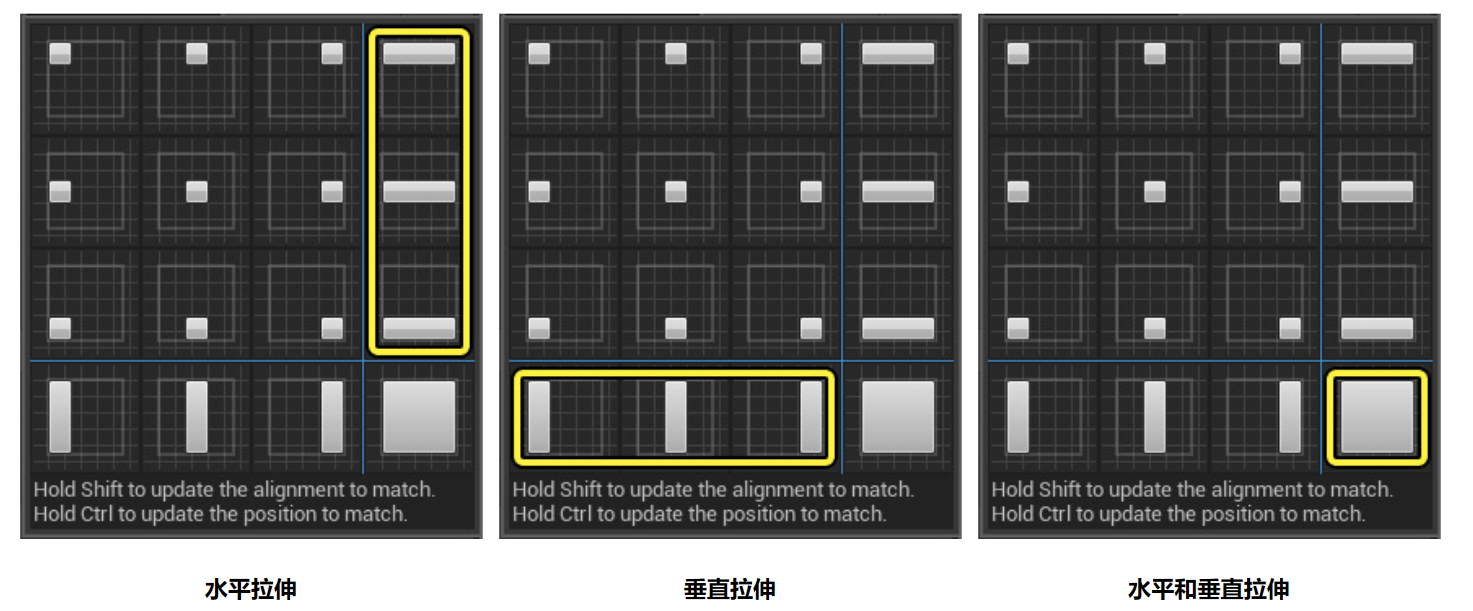 Hold Shift to update the alignment to match.
Hold Ctrl to update the position to match.
水平拉伸
Hold Shift to update the alignment to match.
Hold Ctrl to update the position to match.
垂直拉伸
Hold Shift to update the alignment to match.
Hold Ctrl to update the position to match.
水平和垂直拉伸